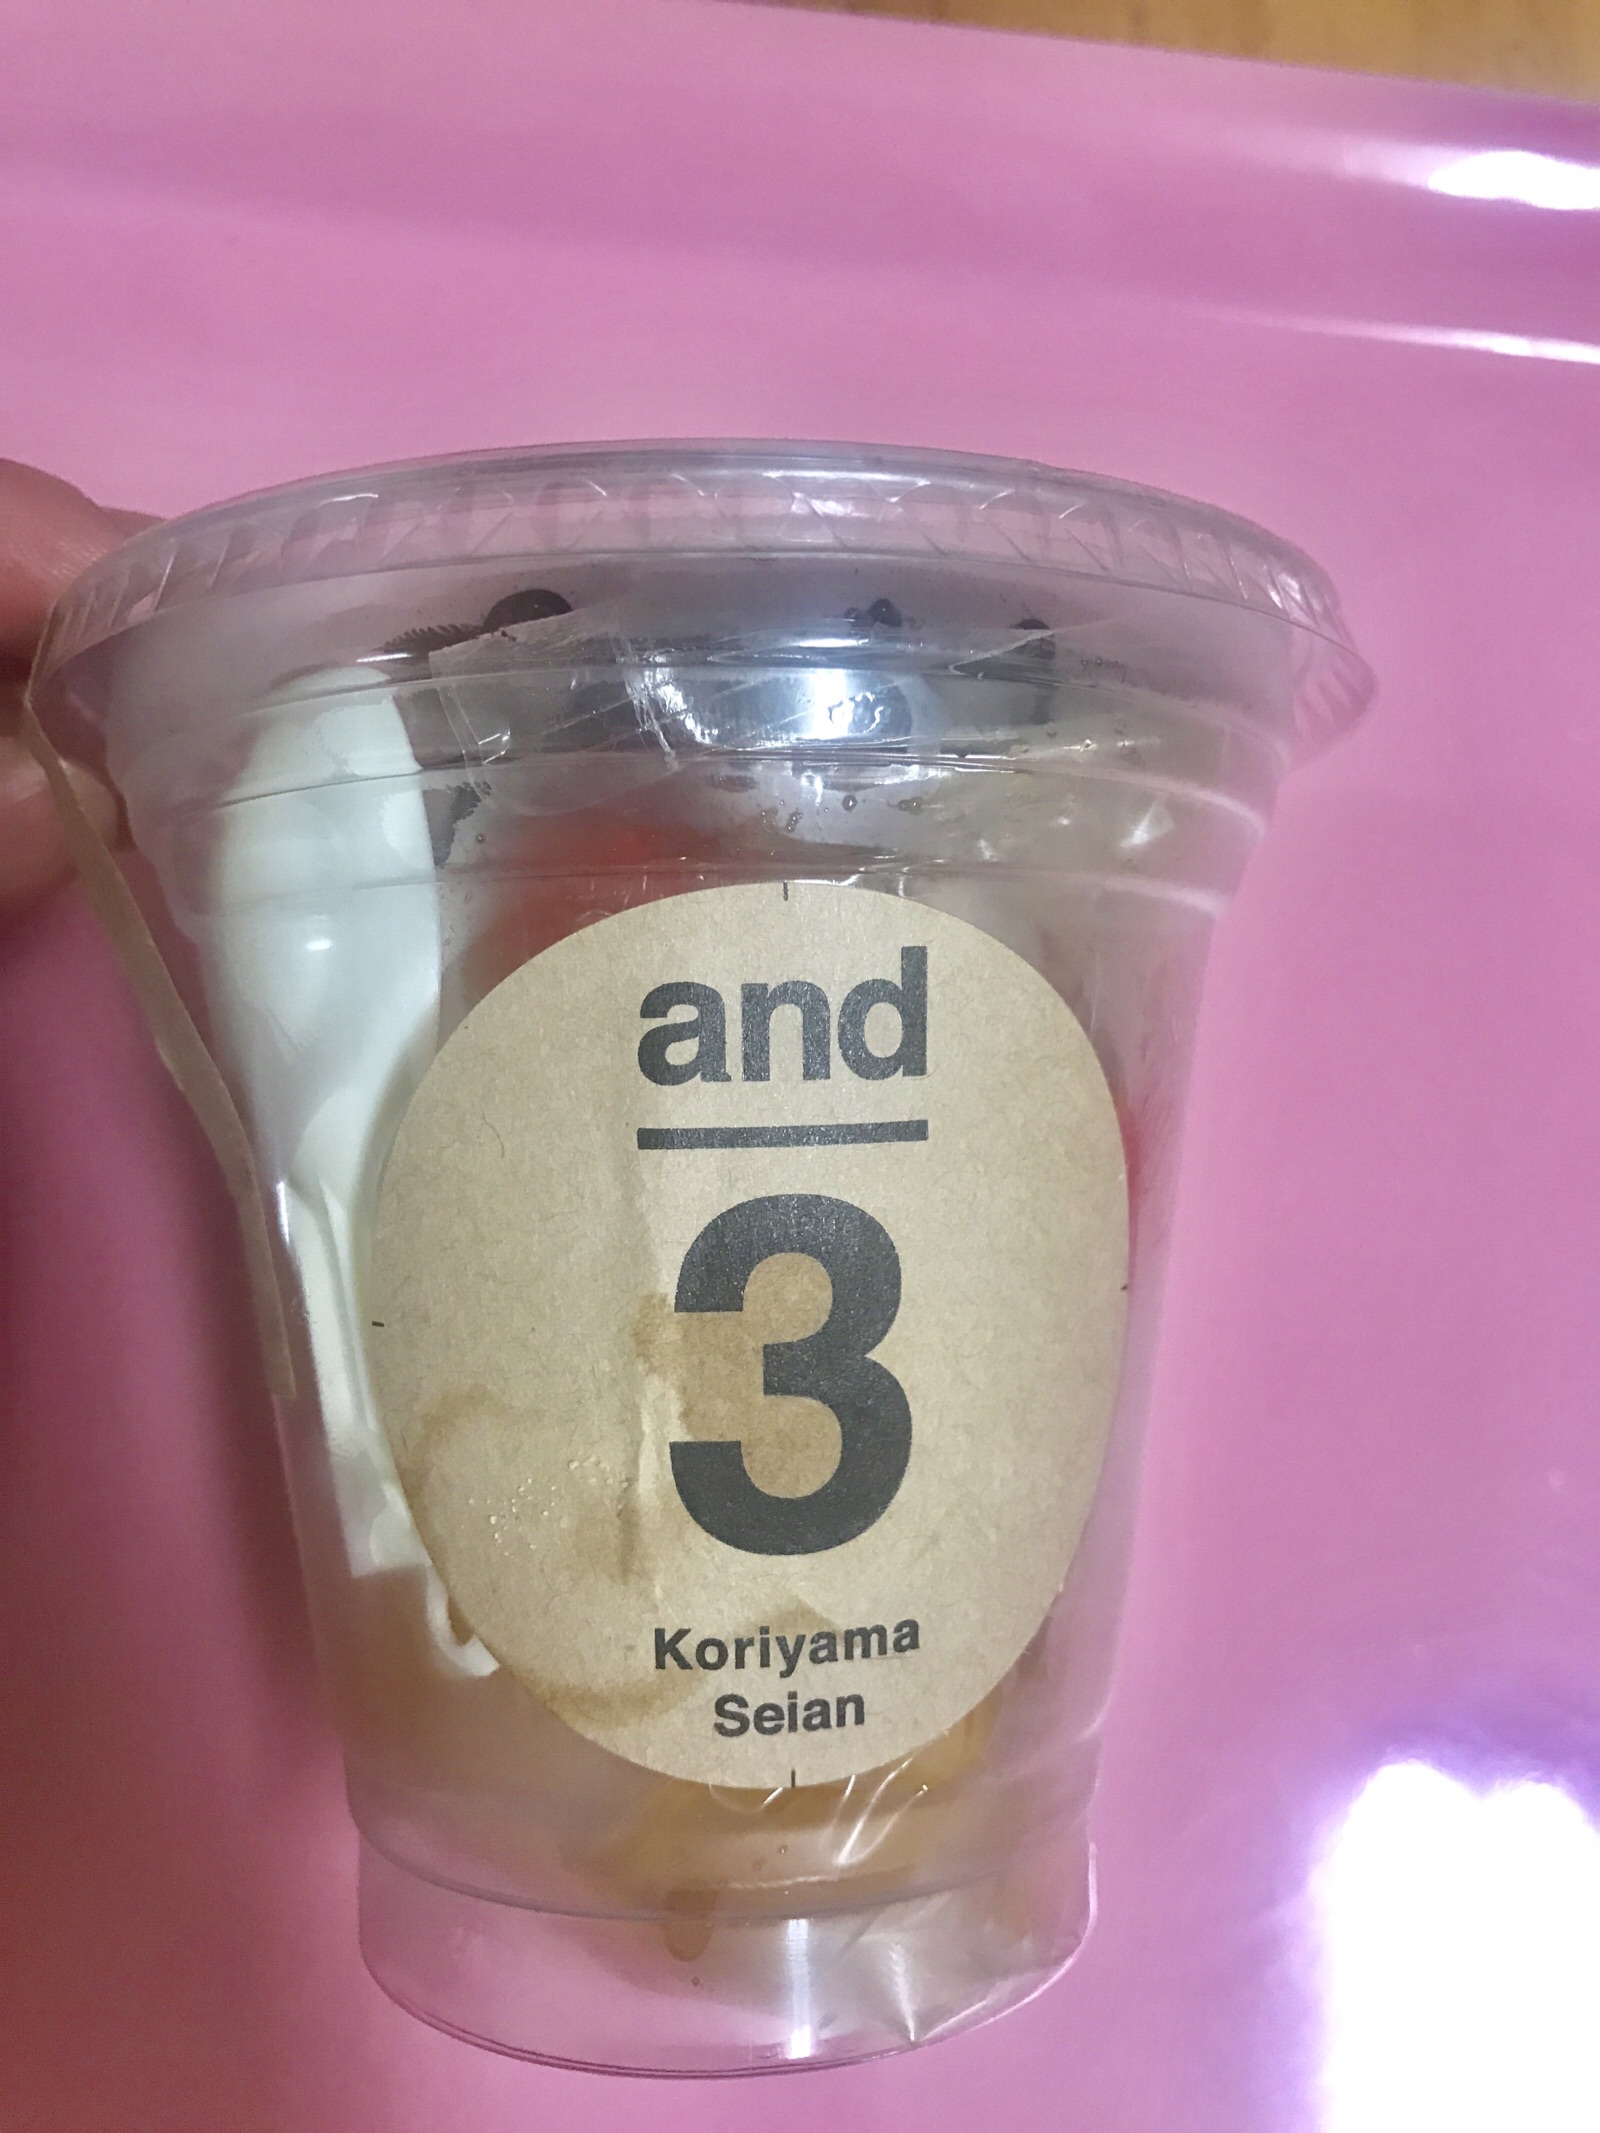 and
3
Koriyama
Seian